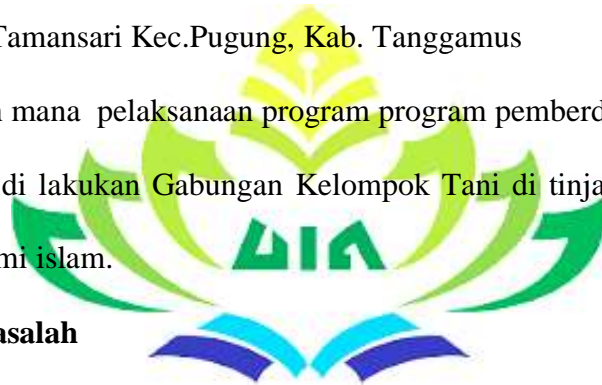 Tamansari Kec.Pugung, Kab. Tanggamus
mana pelaksanaan program program pemberd
di lakukan Gabungan Kelompok Tani di tinja
mi islam.
UIN
asalah